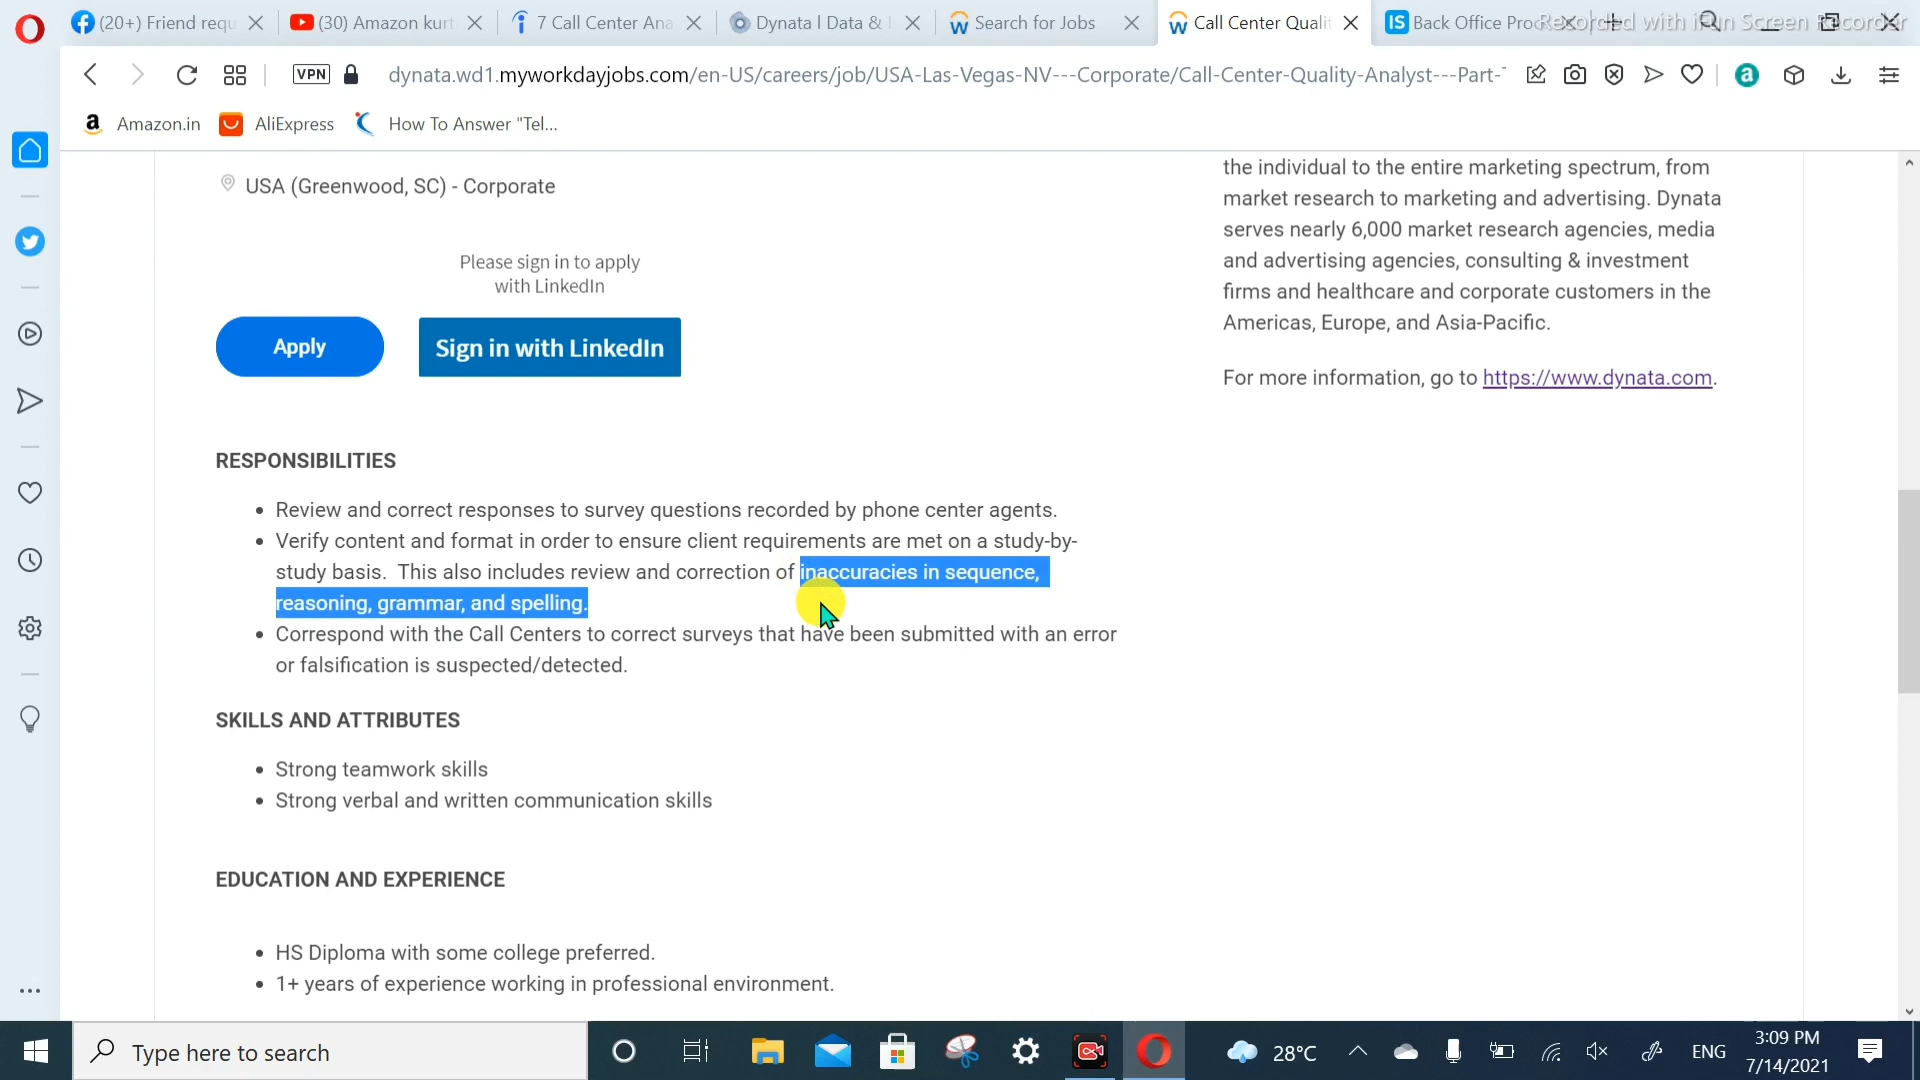 (20+) Friend requ
(30) Amazon kurt
7 Call Center Ana
Dynata | Data &
Search for Jobs
Call Center Quali
IS Back Office Proc
Recorded with iFun Screen Recorder
VPN
dynata.wd1.myworkdayjobs.com/en-US/careers/job/USA-Las-Vegas-NV---Corporate/Call-Center-Quality-Analyst---Part-
a
Amazon.in
AliExpress
How To Answer "Tel...
USA (Greenwood, SC) - Corporate
Please sign in to apply
with LinkedIn
Apply
Sign in with LinkedIn
the individual to the entire marketing spectrum, from
market research to marketing and advertising. Dynata
serves nearly 6,000 market research agencies, media
and advertising agencies, consulting & investment
firms and healthcare and corporate customers in the
Americas, Europe, and Asia-Pacific.
For more information, go to https://www.dynata.com.
RESPONSIBILITIES
• Review and correct responses to survey questions recorded by phone center agents.
• Verify content and format in order to ensure client requirements are met on a study-by-
study basis. This also includes review and correction of inaccuracies in sequence,
reasoning, grammar, and spelling.
• Correspond with the Call Centers to correct surveys that have been submitted with an error
or falsification is suspected/detected.
SKILLS AND ATTRIBUTES
• Strong teamwork skills
• Strong verbal and written communication skills
EDUCATION AND EXPERIENCE
• HS Diploma with some college preferred.
• 1+ years of experience working in professional environment.
Type here to search
28°C
ENG
3:09 PM
7/14/2021